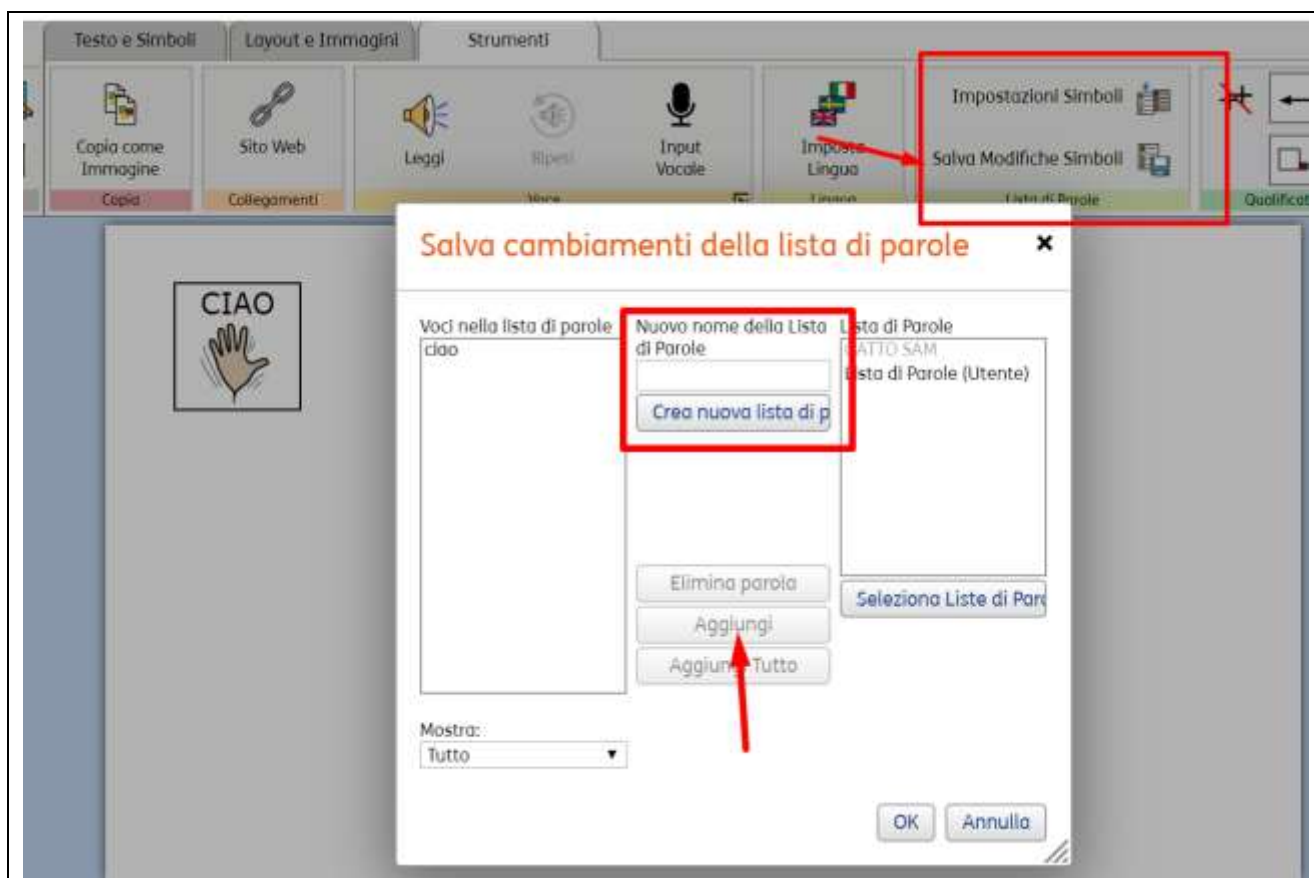 Testo e Simboli
Layout e Immagini
Strumenti
Copia come
Immagine
Copia
Sito Web
Collegamenti
Leggi
Ripeti
Input
Vocale
Voce
Imposta
Lingua
Lingua
Impostazioni Simboli
Salva Modifiche Simboli
Lista di Parole
Qualificat
CIAO
Salva cambiamenti della lista di parole
Voci nella lista di parole
ciao
Nuovo nome della Lista
di Parole
Crea nuova lista di p
Lista di Parole
GATTO SAM
Lista di Parole (Utente)
Elimina parola
Aggiungi
Aggiungi Tutto
Seleziona Liste di Paro
Mostra:
Tutto
OK
Annulla